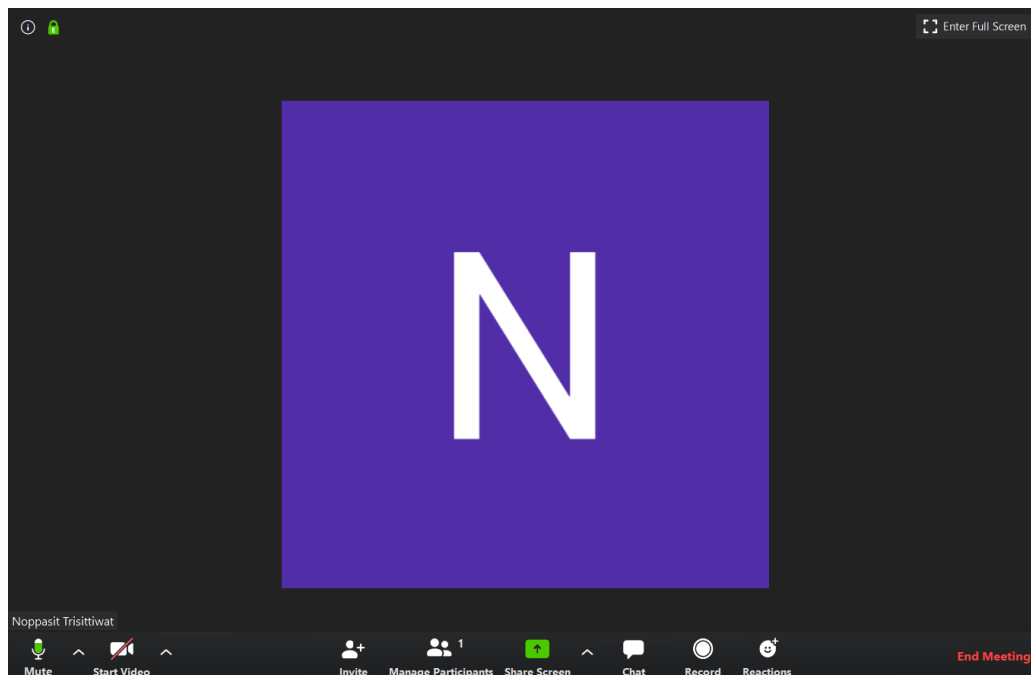 Enter Full Screen
N
Noppasit Trisittiwat
1
Mute
Start Video
Invite
Manage Participants
Share Screen
Chat
Record
Reactions
End Meeting